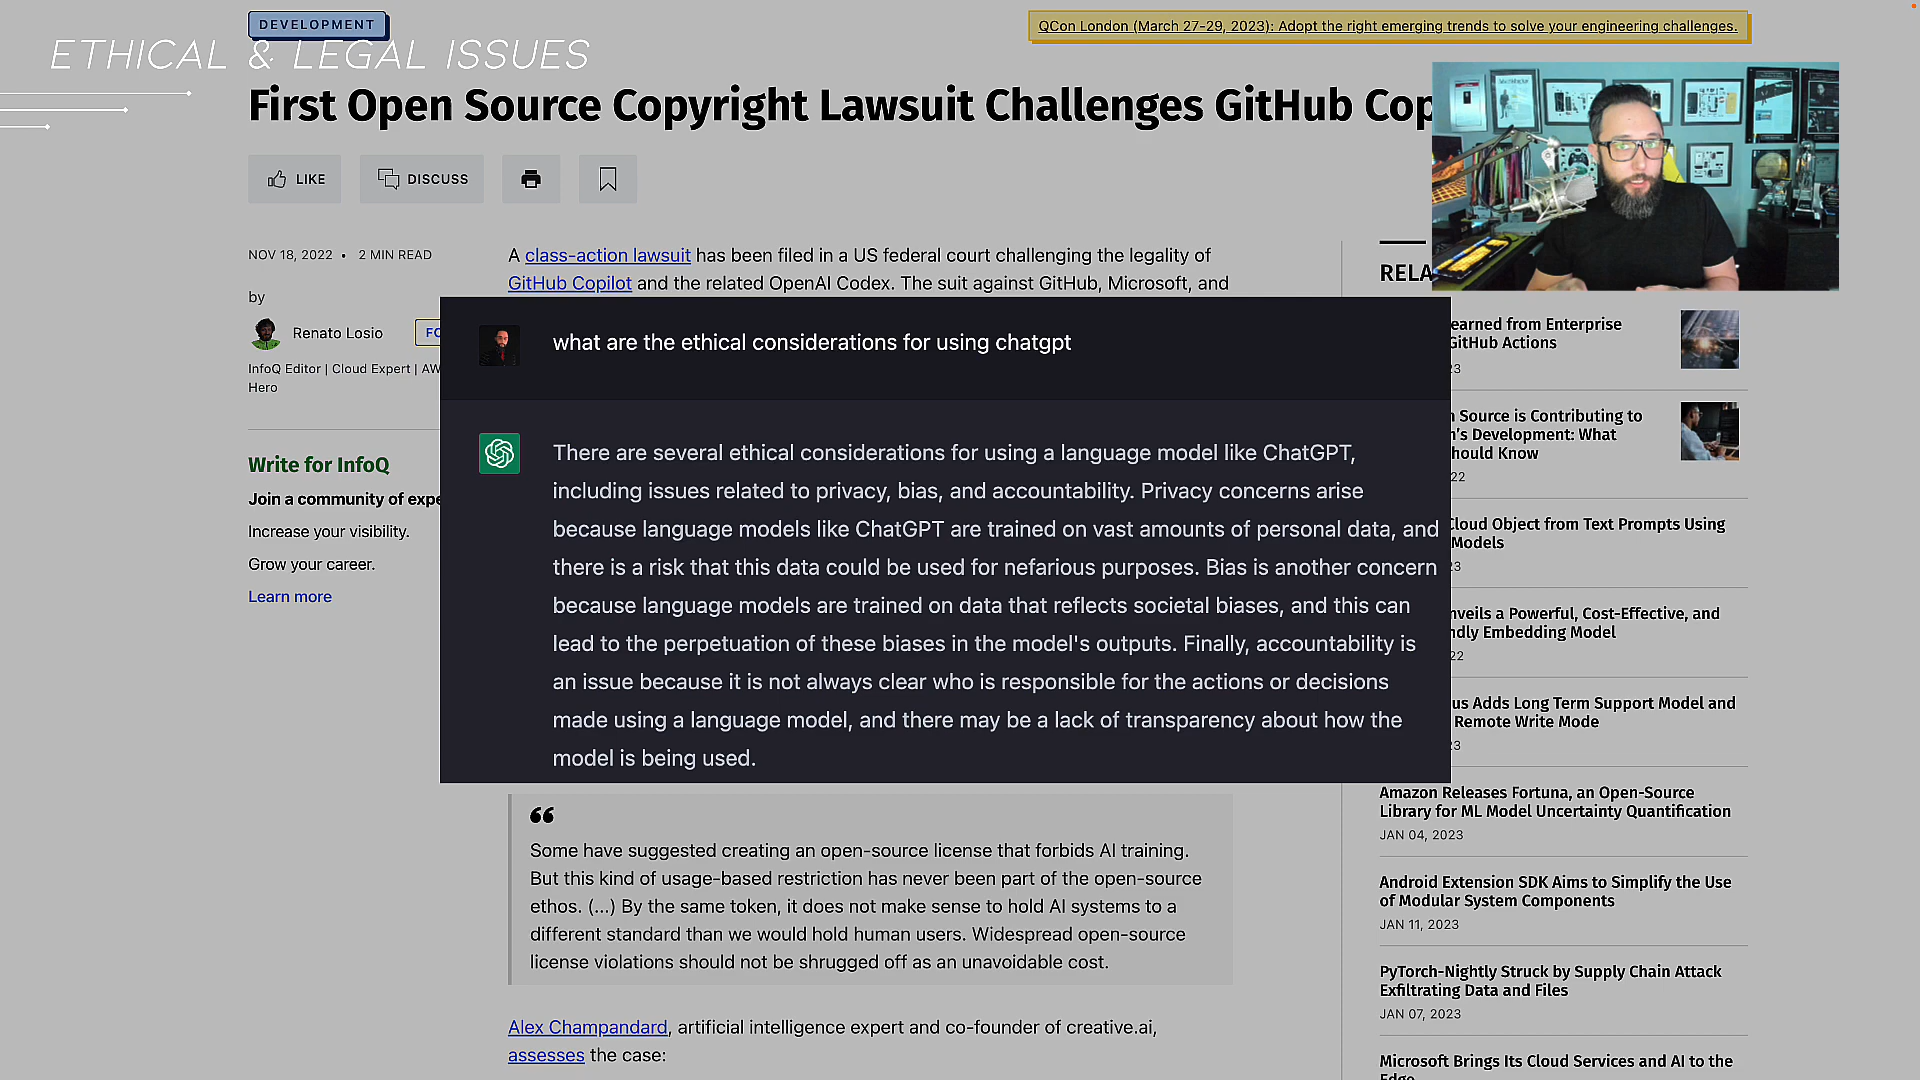 DEVELOPMENT
QCon London (March 27-29, 2023): Adopt the right emerging trends to solve your engineering challenges.
ETHICAL & LEGAL ISSUES
First Open Source Copyright Lawsuit Challenges GitHub Cop
LIKE
DISCUSS
NOV 18, 2022 • 2 MIN READ
by
Renato Losio
FO
InfoQ Editor | Cloud Expert | AW
Hero
Write for InfoQ
Join a community of expe
Increase your visibility.
Grow your career.
Learn more
A class-action lawsuit has been filed in a US federal court challenging the legality of
GitHub Copilot and the related OpenAI Codex. The suit against GitHub, Microsoft, and
what are the ethical considerations for using chatgpt
There are several ethical considerations for using a language model like ChatGPT,
including issues related to privacy, bias, and accountability. Privacy concerns arise
because language models like ChatGPT are trained on vast amounts of personal data, and
there is a risk that this data could be used for nefarious purposes. Bias is another concern
because language models are trained on data that reflects societal biases, and this can
lead to the perpetuation of these biases in the model's outputs. Finally, accountability is
an issue because it is not always clear who is responsible for the actions or decisions
made using a language model, and there may be a lack of transparency about how the
model is being used.
Some have suggested creating an open-source license that forbids AI training.
But this kind of usage-based restriction has never been part of the open-source
ethos. (...) By the same token, it does not make sense to hold AI systems to a
different standard than we would hold human users. Widespread open-source
license violations should not be shrugged off as an unavoidable cost.
Alex Champandard, artificial intelligence expert and co-founder of creative.ai,
assesses the case:
RELA
earned from Enterprise
GitHub Actions
23
Source is Contributing to
n's Development: What
hould Know
22
Cloud Object from Text Prompts Using
Models
23
nveils a Powerful, Cost-Effective, and
ndly Embedding Model
22
us Adds Long Term Support Model and
Remote Write Mode
23
Amazon Releases Fortuna, an Open-Source
Library for ML Model Uncertainty Quantification
JAN 04, 2023
Android Extension SDK Aims to Simplify the Use
of Modular System Components
JAN 11, 2023
PyTorch-Nightly Struck by Supply Chain Attack
Exfiltrating Data and Files
JAN 07, 2023
Microsoft Brings Its Cloud Services and AI to the
Edge